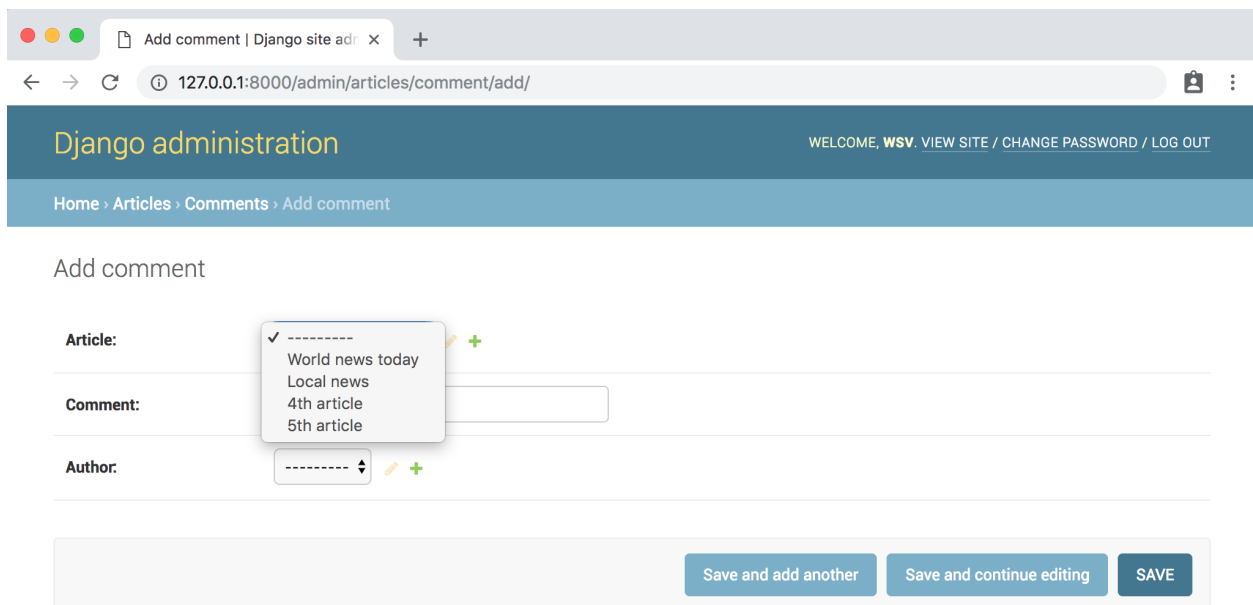 Add comment | Django site adm
127.0.0.1:8000/admin/articles/comment/add/
Django administration
WELCOME, WSV. VIEW SITE / CHANGE PASSWORD / LOG OUT
Home › Articles › Comments › Add comment
Add comment
Article:
✓ ---------
World news today
Local news
4th article
5th article
Comment:
Author:
---------
Save and add another
Save and continue editing
SAVE